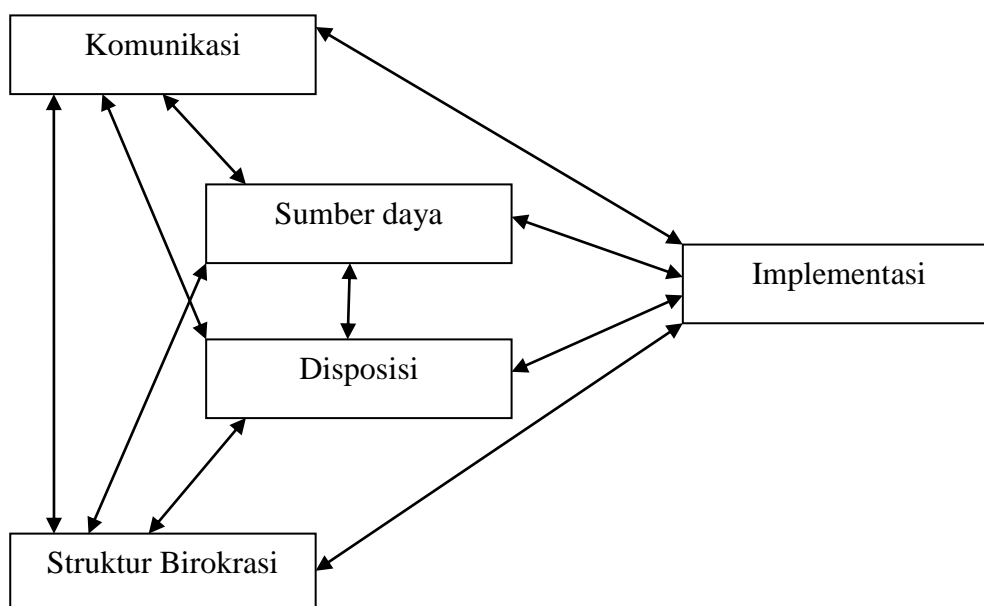 Komunikasi
Sumber daya
Implementasi
Disposisi
Struktur Birokrasi